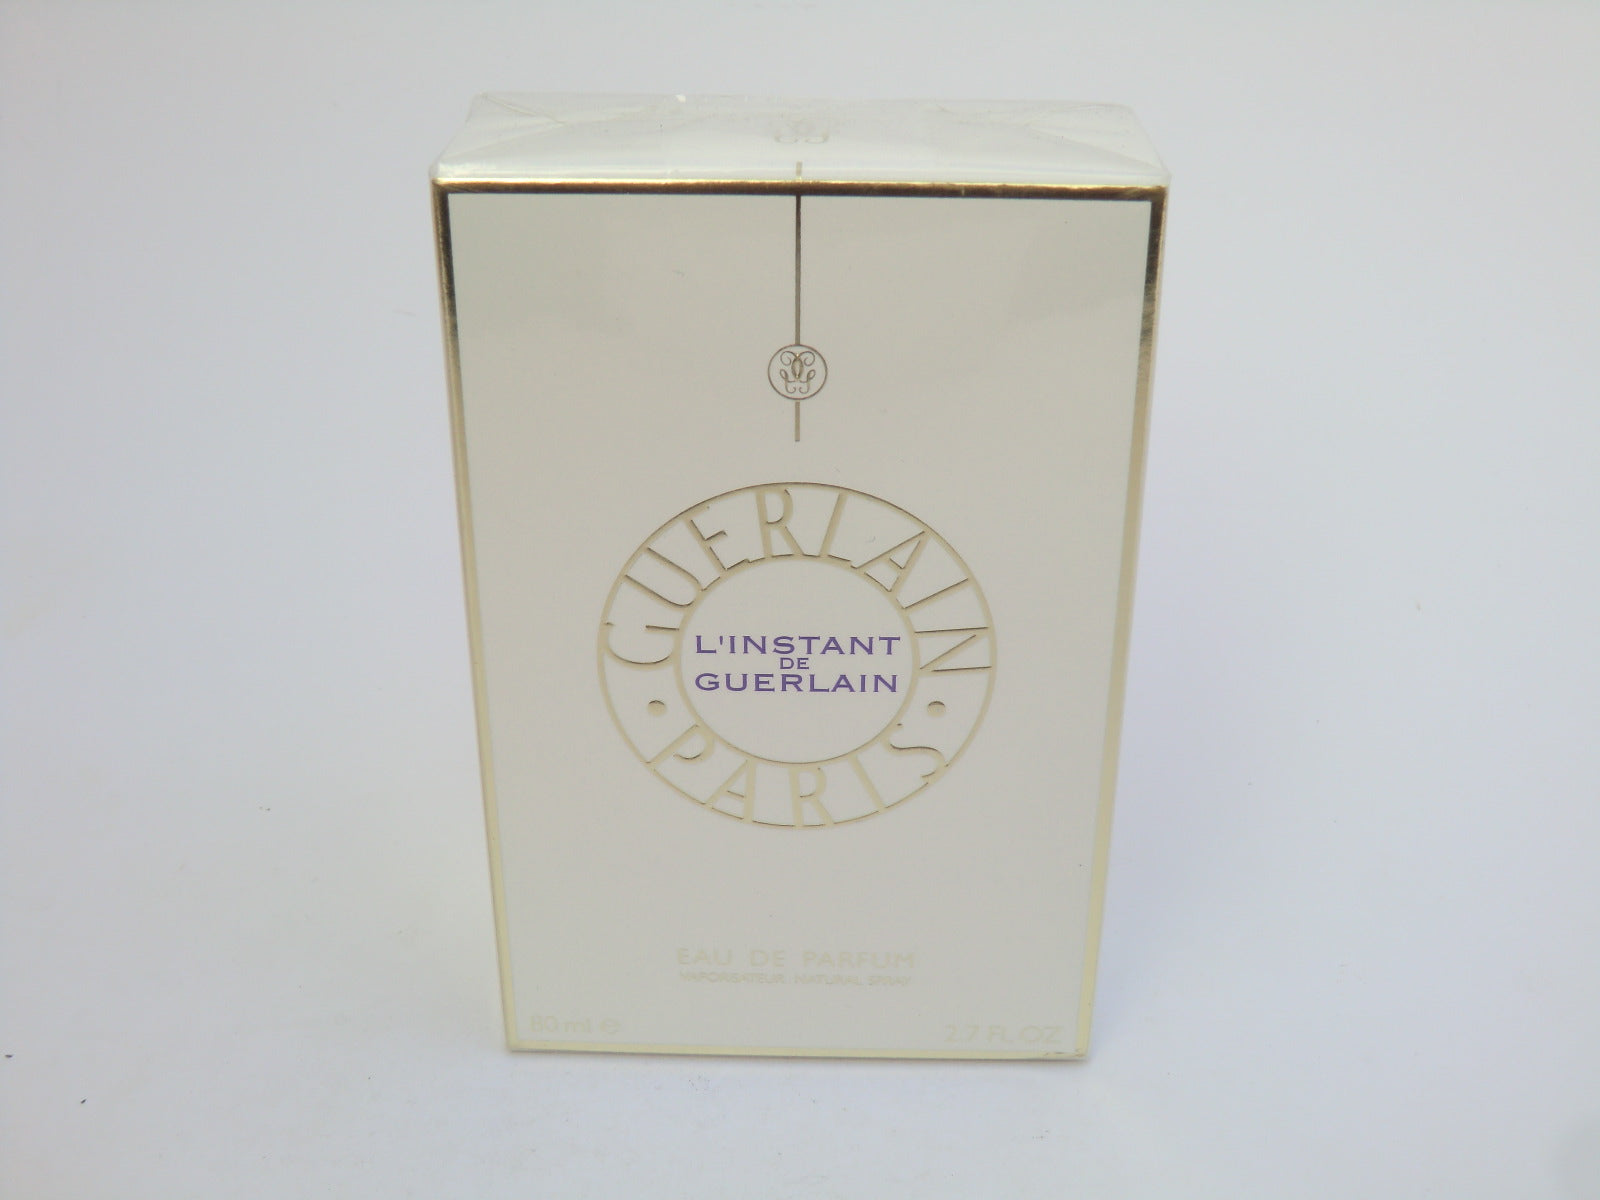 GUERLAIN
L'INSTANT
DE
GUERLAIN
• PARIS •
EAU DE PARFUM
VAPORISATEUR NATURAL SPRAY
80 ml e
2.7 FL.OZ